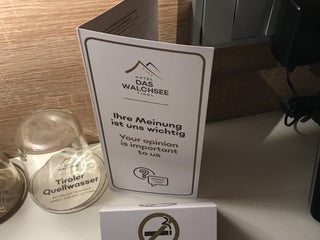 HOTEL
DAS
WALCHSEE
TIROL
Ihre Meinung
ist uns wichtig
Your opinion
is important
to us
Tiroler
Quellwasser